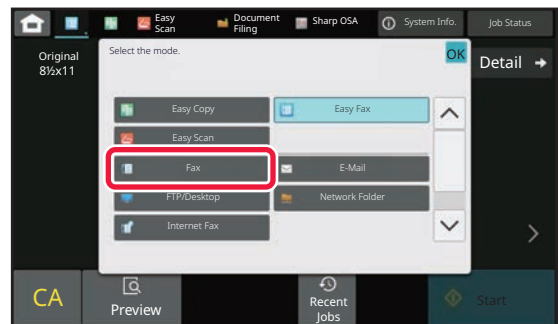 Easy
Scan
Document
Filing
Sharp OSA
System Info.
Job Status
Original
8½x11
Select the mode.
OK
Detail
Easy Copy
Easy Fax
Easy Scan
Fax
E-Mail
FTP/Desktop
Network Folder
Internet Fax
CA
Preview
Recent
Jobs
Start